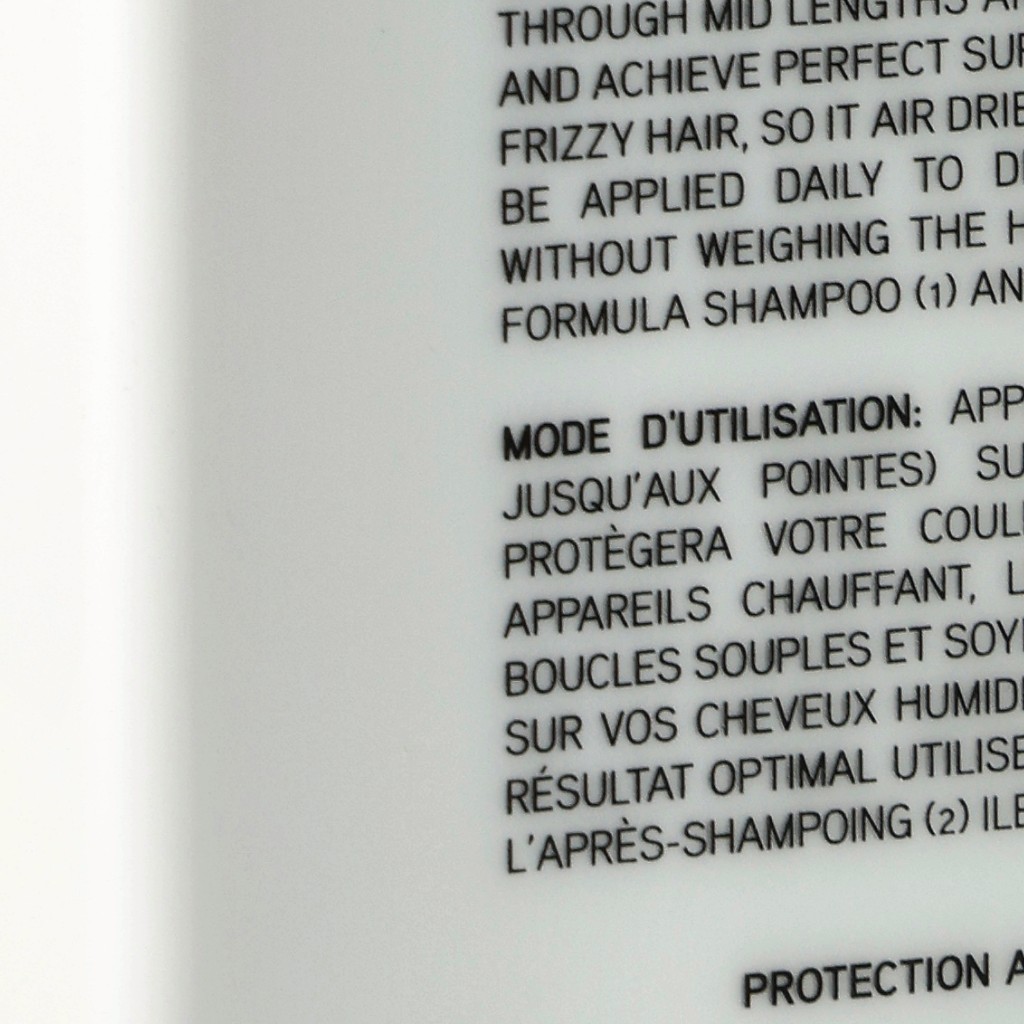 THROUGH MID LENGTHS
AND ACHIEVE PERFECT
FRIZZY HAIR, SO IT AIR
BE APPLIED DAILY TO
WITHOUT WEIGHING THE
FORMULA SHAMPOO (1)
MODE D'UTILISATION:
JUSQU'AUX POINTES)
PROTÈGERA VOTRE
APPAREILS CHAUFFANT,
BOUCLES SOUPLES ET
SUR VOS CHEVEUX
RÉSULTAT OPTIMAL
L'APRÈS-SHAMPOING (2)
PROTECTION